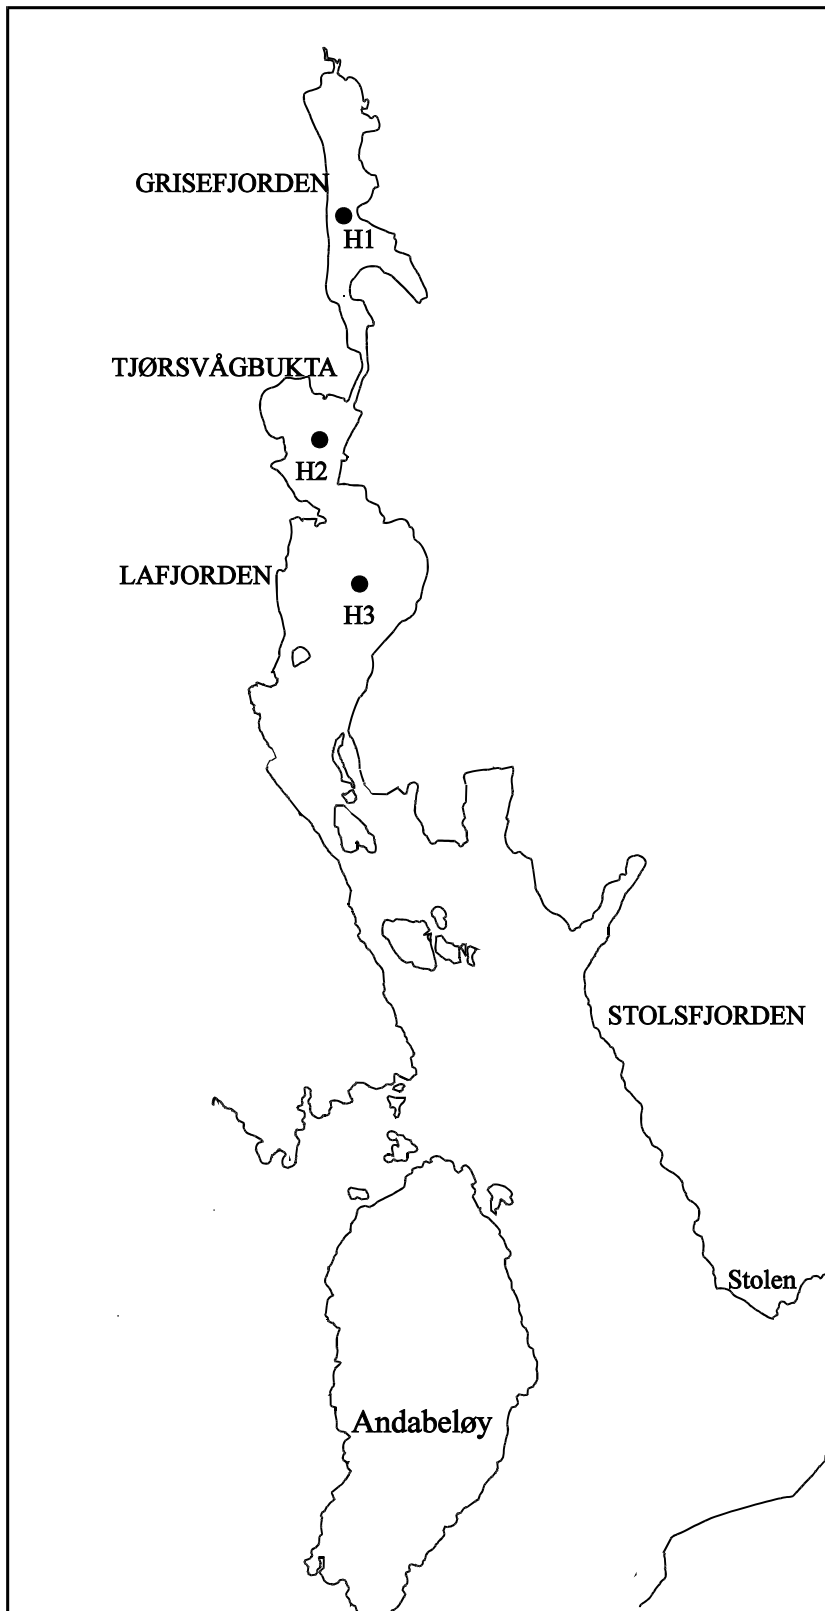 GRISEFJORDEN
H1
TJØRSVÅGBUKTA
H2
LAFJORDEN
H3
STOLSFJORDEN
Stolen
Andabeløy